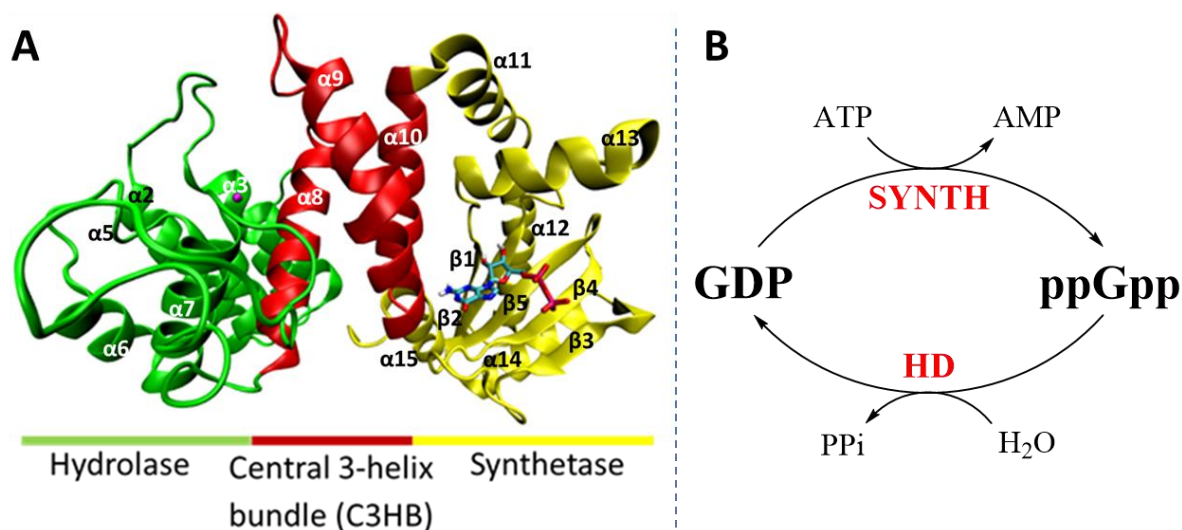 A
α9
α11
α10
α13
α3
α2
α8
α5
α12
β1
β4
β5
α7
β2
β3
α6
α15
α14
Hydrolase
Central 3-helix
bundle (C3HB)
Synthetase
B
ATP
AMP
SYNTH
GDP
ppGpp
HD
PPi
H₂O